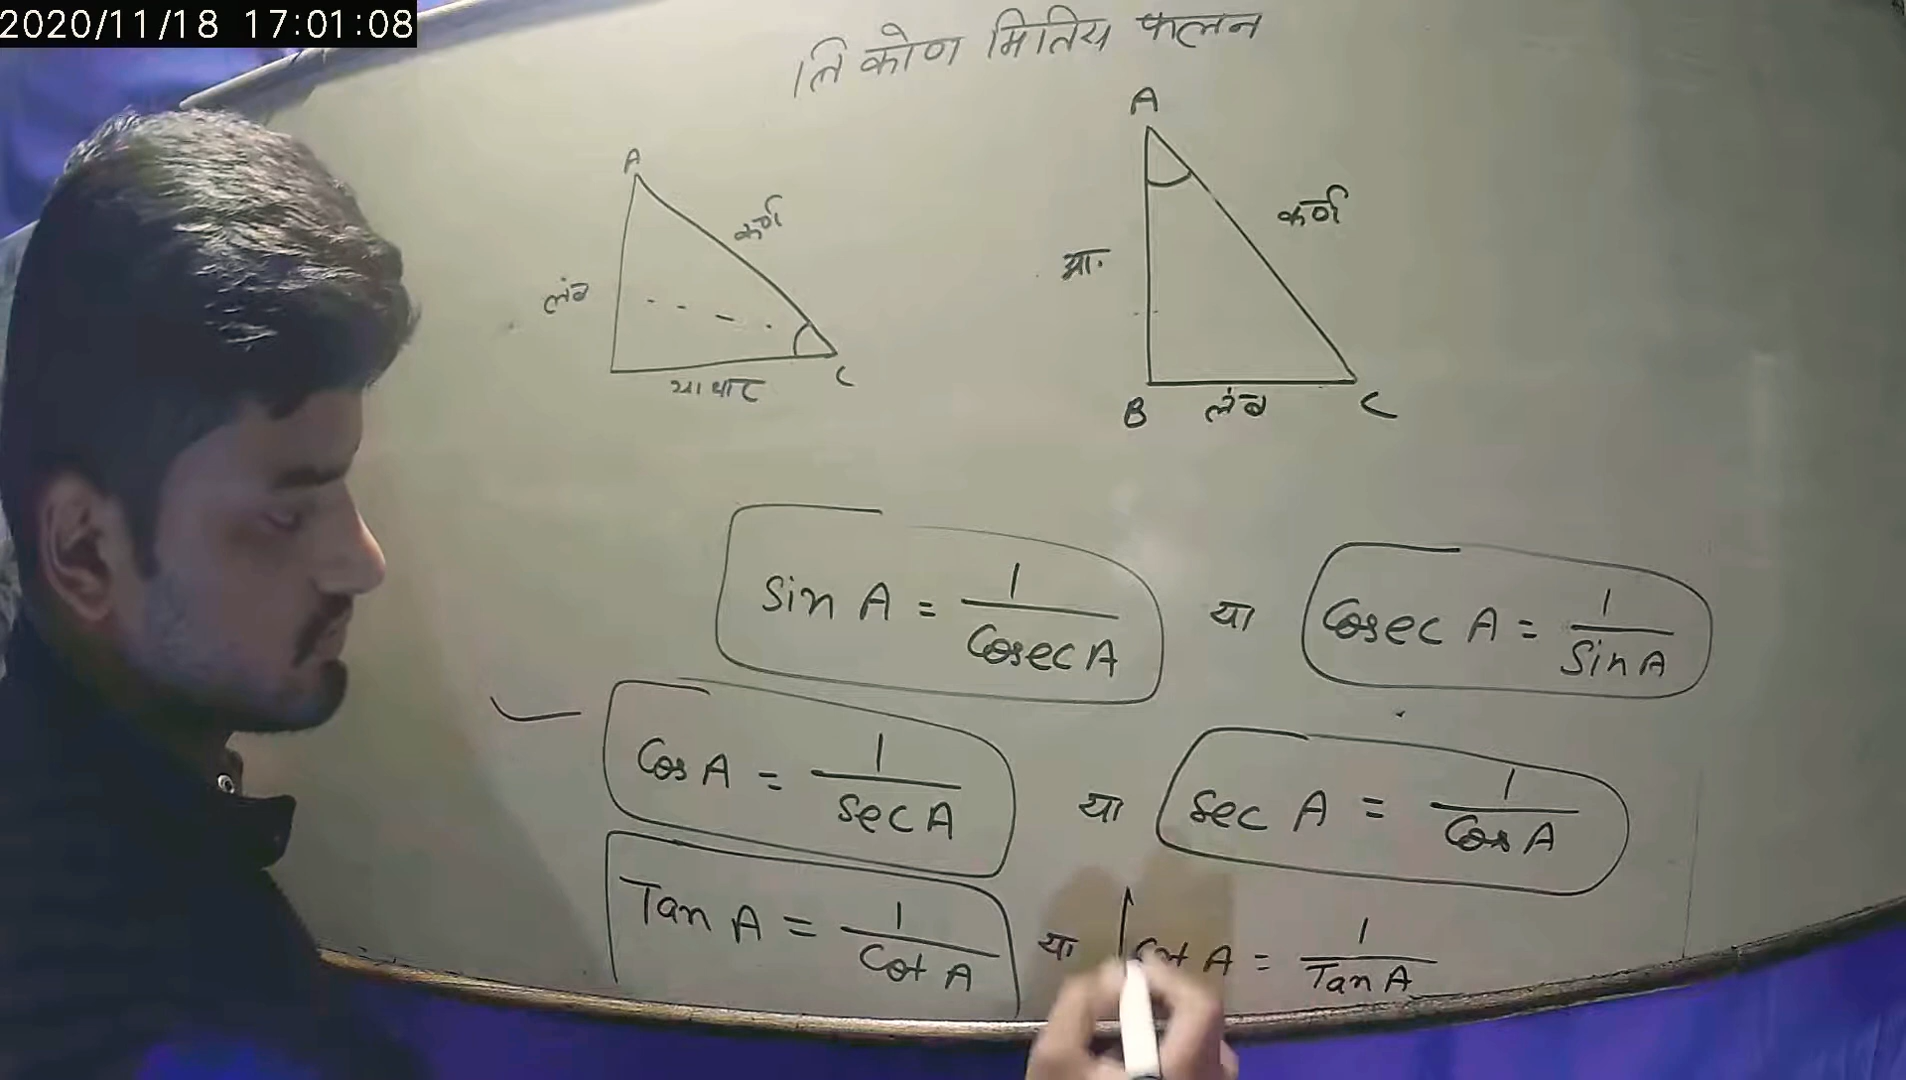 2020/11/18 17:01:08
त्रिकोण मितिय फलन
A
कर्ण
लंब
आधार
C
A
कर्ण
आ.
B
लंब
C
Sin A = 1/Cosec A या Cosec A = 1/Sin A
Cos A = 1/Sec A या Sec A = 1/Cos A
Tan A = 1/Cot A या Cot A = 1/Tan A